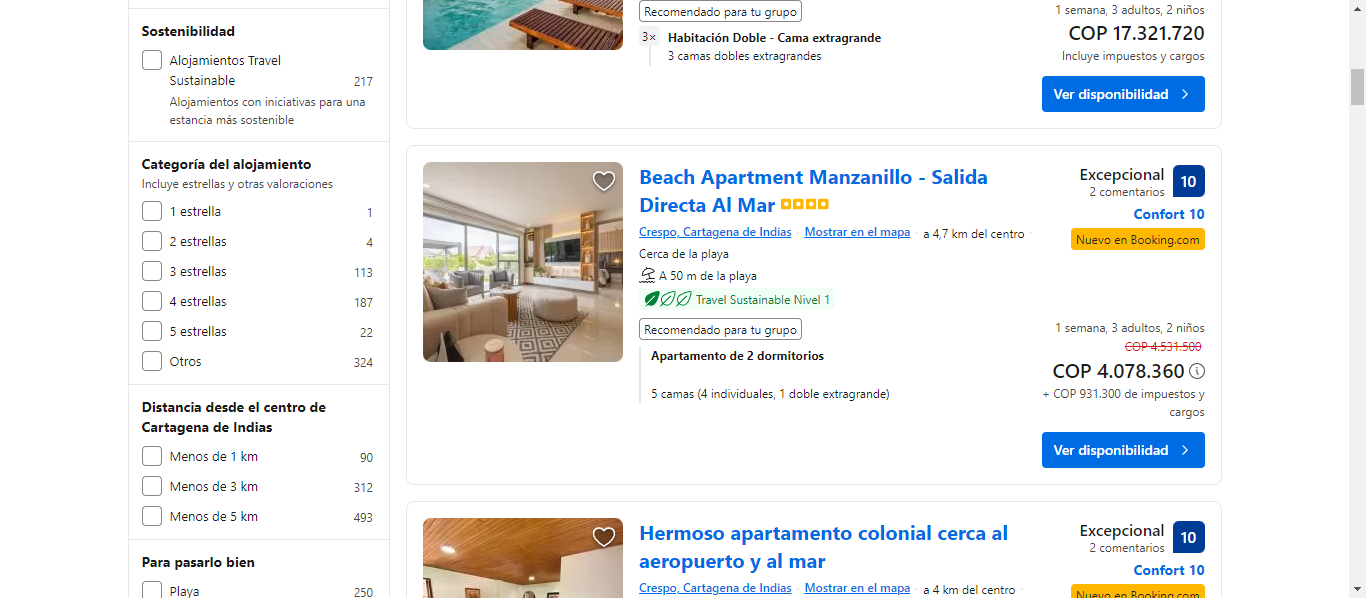 Sostenibilidad
Alojamientos Travel
Sustainable 217
Alojamientos con iniciativas para una
estancia más sostenible
Categoría del alojamiento
Incluye estrellas y otras valoraciones
1 estrella 1
2 estrellas 4
3 estrellas 113
4 estrellas 187
5 estrellas 22
Otros 324
Distancia desde el centro de
Cartagena de Indias
Menos de 1 km 90
Menos de 3 km 312
Menos de 5 km 493
Para pasarlo bien
Playa 250
Recomendado para tu grupo
3× Habitación Doble - Cama extragrande
3 camas dobles extragrandes
1 semana, 3 adultos, 2 niños
COP 17.321.720
Incluye impuestos y cargos
Ver disponibilidad
Beach Apartment Manzanillo - Salida
Directa Al Mar
Crespo, Cartagena de Indias · Mostrar en el mapa · a 4,7 km del centro ·
Cerca de la playa
A 50 m de la playa
Travel Sustainable Nivel 1
Recomendado para tu grupo
Apartamento de 2 dormitorios
5 camas (4 individuales, 1 doble extragrande)
Excepcional 10
2 comentarios
Confort 10
Nuevo en Booking.com
1 semana, 3 adultos, 2 niños
COP 4.531.500
COP 4.078.360
+ COP 931.300 de impuestos y
cargos
Ver disponibilidad
Hermoso apartamento colonial cerca al
aeropuerto y al mar
Crespo, Cartagena de Indias · Mostrar en el mapa · a 4 km del centro ·
Excepcional 10
2 comentarios
Confort 10
Nuevo en Booking.com